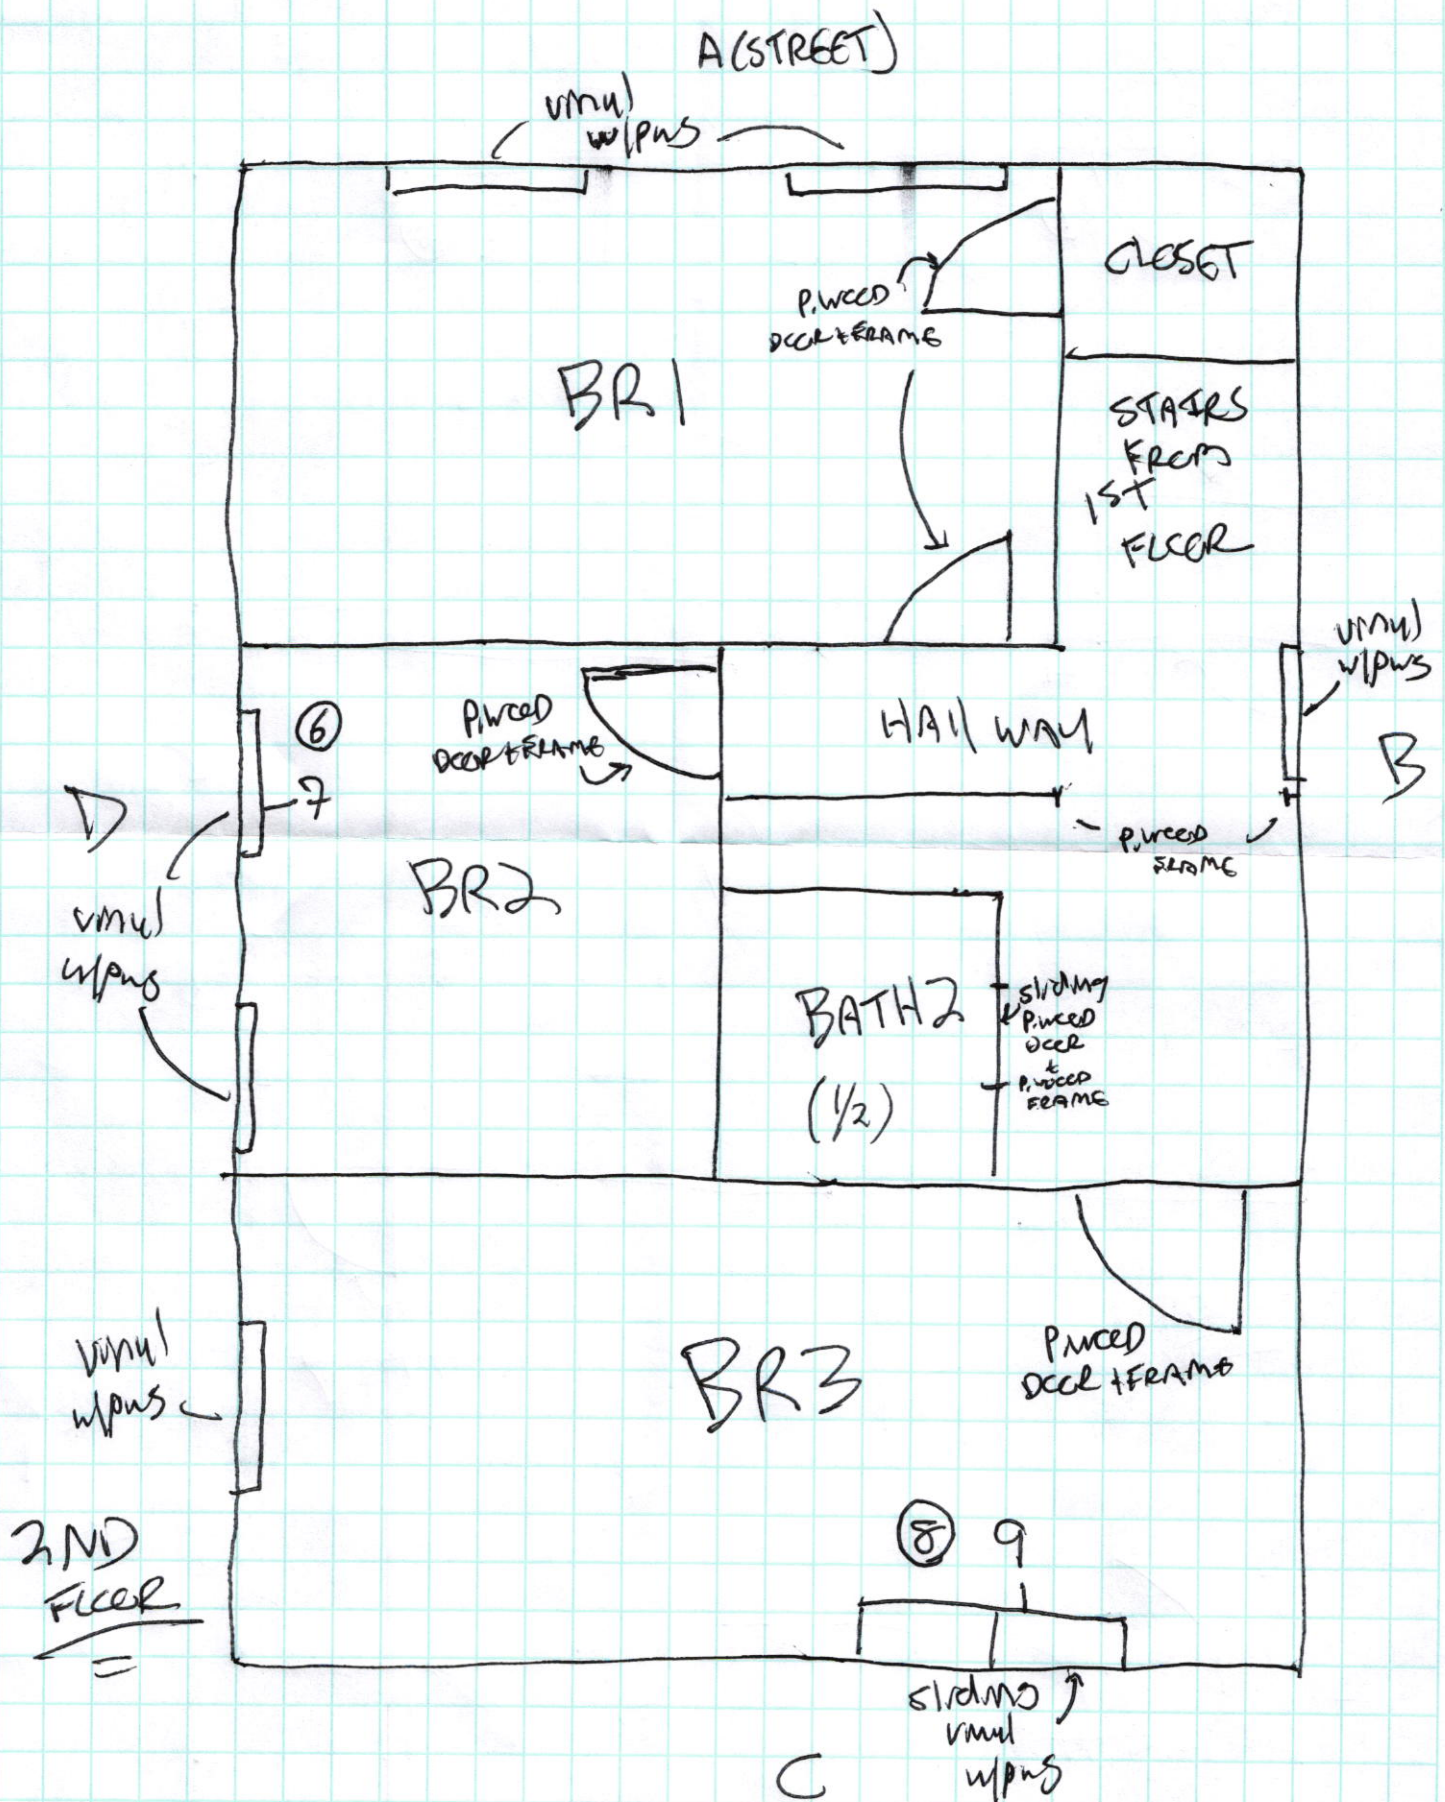 A (STREET)
vinyl
w/pws
CLOSET
P.WOOD
DOOR + FRAME
BR1
STAIRS
FROM
1ST
FLOOR
vinyl
w/pws
P.WOOD
DOOR + FRAME
HALLWAY
⑥
7
B
D
P.WOOD
FRAME
BR2
vinyl
w/pws
BATH 2
(1/2)
sliding
P.WOOD
DOOR
+
P.WOOD
FRAME
vinyl
w/pws
BR3
P.WOOD
DOOR + FRAME
2ND
FLOOR
⑧ 9
sliding
vinyl
w/pws
C